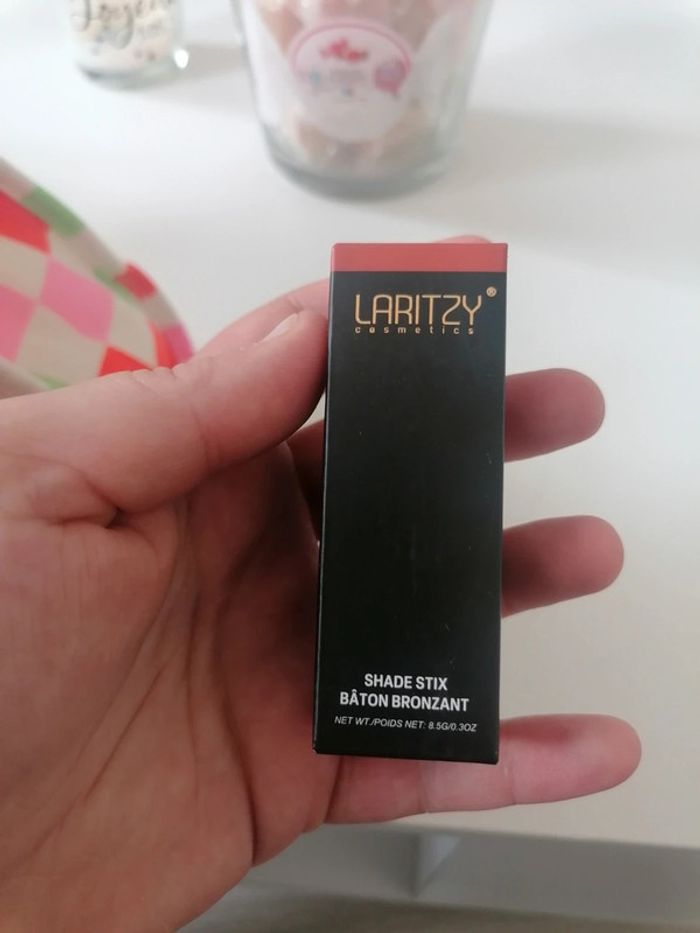 LARITZY®
cosmetics
SHADE STIX
BÂTON BRONZANT
NET WT./POIDS NET: 8.5G/0.3OZ